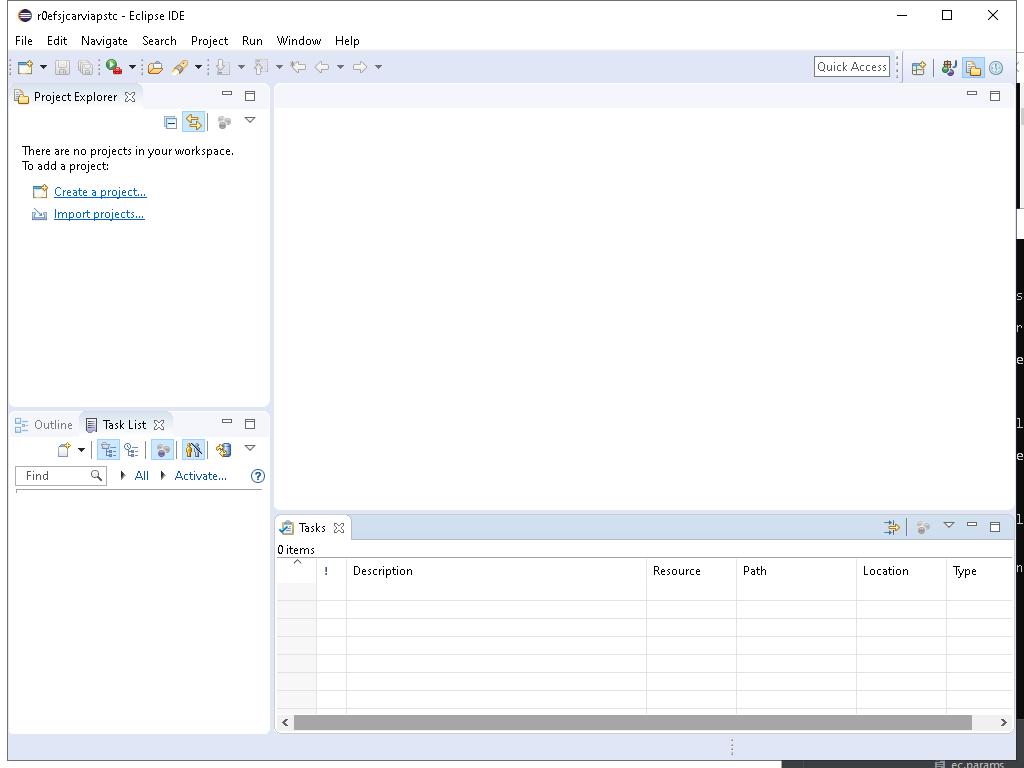 r0efsjcarviapstc - Eclipse IDE
File Edit Navigate Search Project Run Window Help
Quick Access
Project Explorer
There are no projects in your workspace.
To add a project:
Create a project...
Import projects...
Outline Task List
Find All Activate...
Tasks
0 items
! Description Resource Path Location Type
s
r
e
l
e
l
n
ec.params